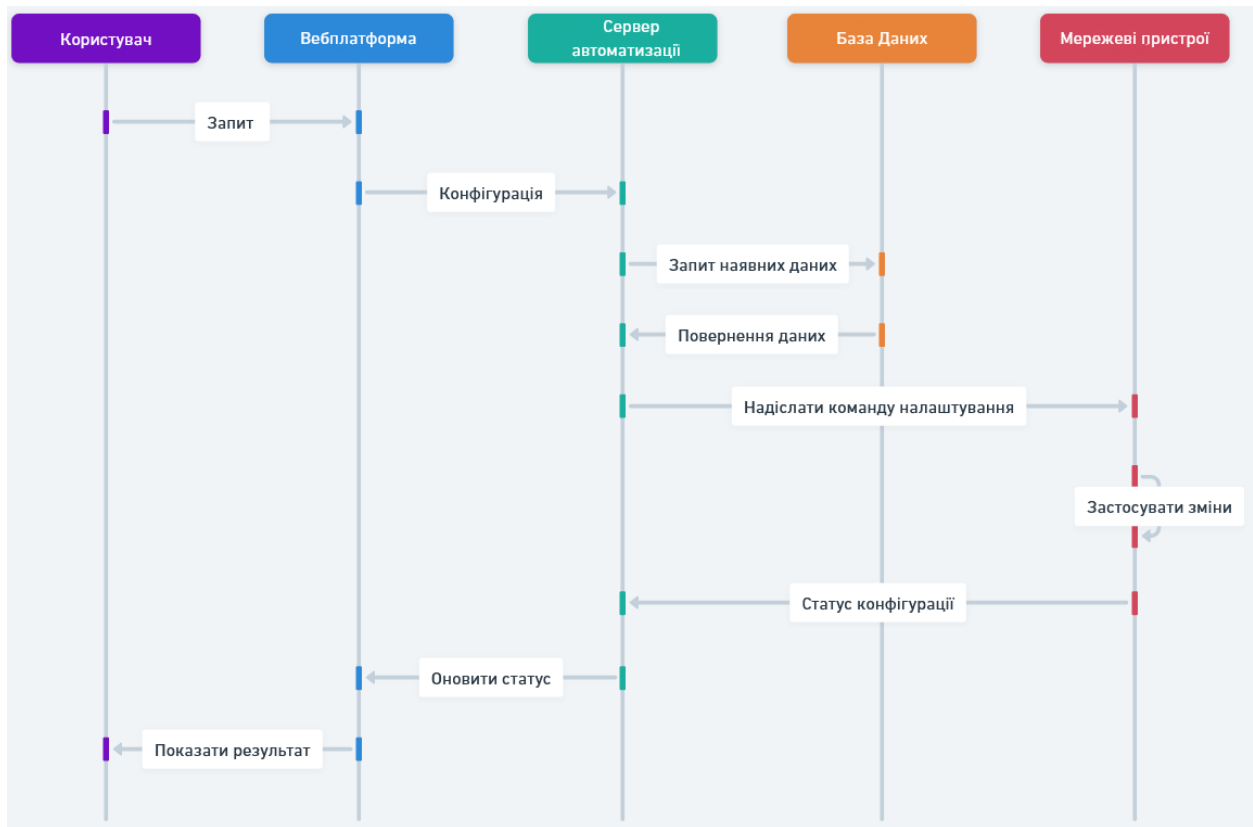 Користувач
Вебплатформа
Сервер
автоматизації
База Даних
Мережеві пристрої
Запит
Конфігурація
Запит наявних даних
Повернення даних
Надіслати команду налаштування
Застосувати зміни
Статус конфігурації
Оновити статус
Показати результат